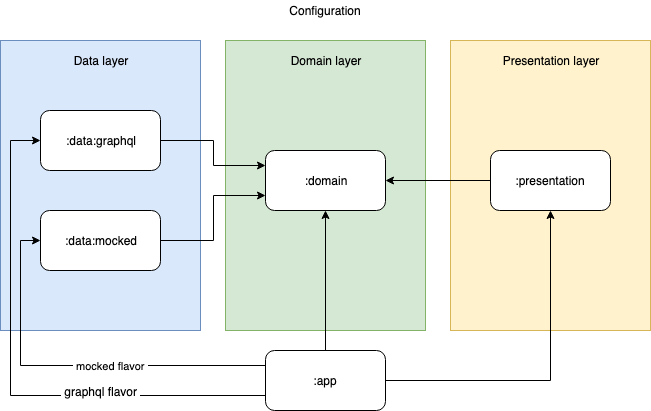 Configuration
Data layer
Domain layer
Presentation layer
:data:graphql
:domain
:presentation
:data:mocked
mocked flavor
:app
graphql flavor